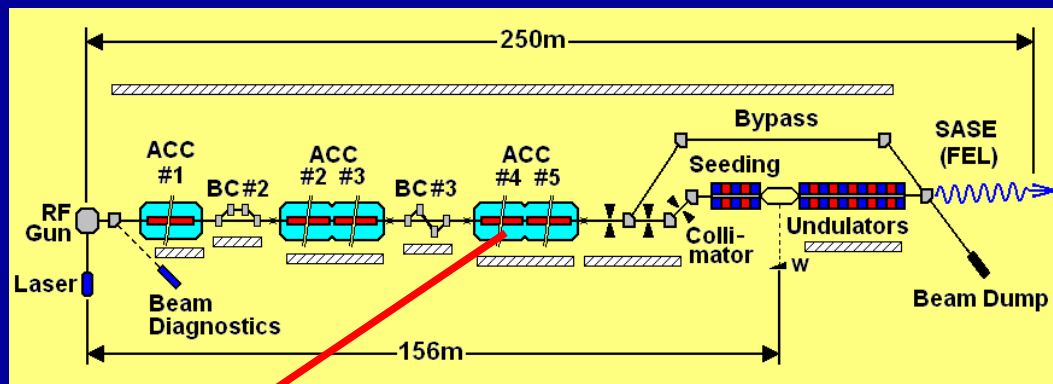 250m
Bypass
SASE
(FEL)
Seeding
ACC
#1
BC#2
ACC
#2 #3
BC#3
ACC
#4 #5
RF
Gun
Colli-
mator
Undulators
W
Laser
Beam
Diagnostics
Beam Dump
156m